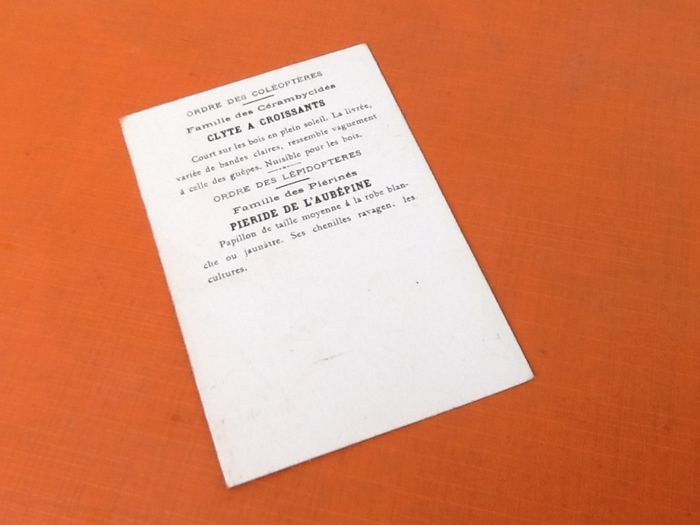 ORDRE DES COLÉOPTÈRES
Famille des Cérambycidés
CLYTE A CROISSANTS
Court sur les bois en plein soleil. La livrée,
variée de bandes claires, ressemble vaguement
à celle des guêpes. Nuisible pour les bois.
ORDRE DES LÉPIDOPTERES
Famille des Piérinés
PIERIDE DE L'AUBÉPINE
Papillon de taille moyenne à la robe blan-
che ou jaunâtre. Ses chenilles ravagen. les
cultures.